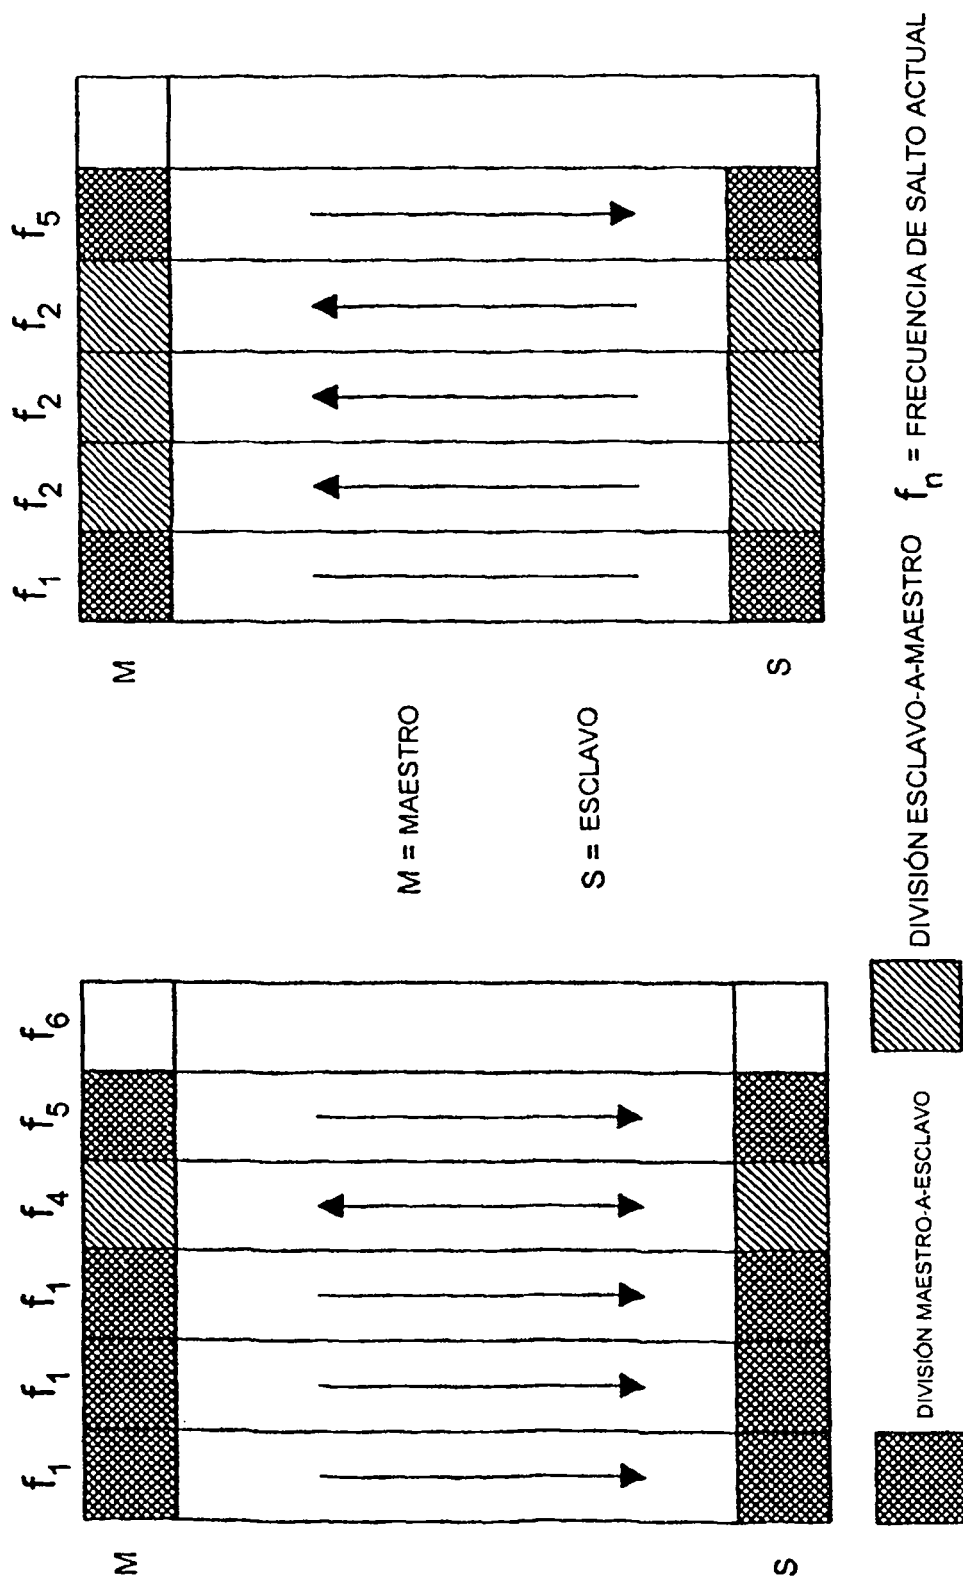 f1 f1 f1 f4 f5 f6
M
S
M = MAESTRO
S = ESCLAVO
f1 f2 f2 f2 f5
M
S
DIVISIÓN MAESTRO-A-ESCLAVO
DIVISIÓN ESCLAVO-A-MAESTRO
fn = FRECUENCIA DE SALTO ACTUAL